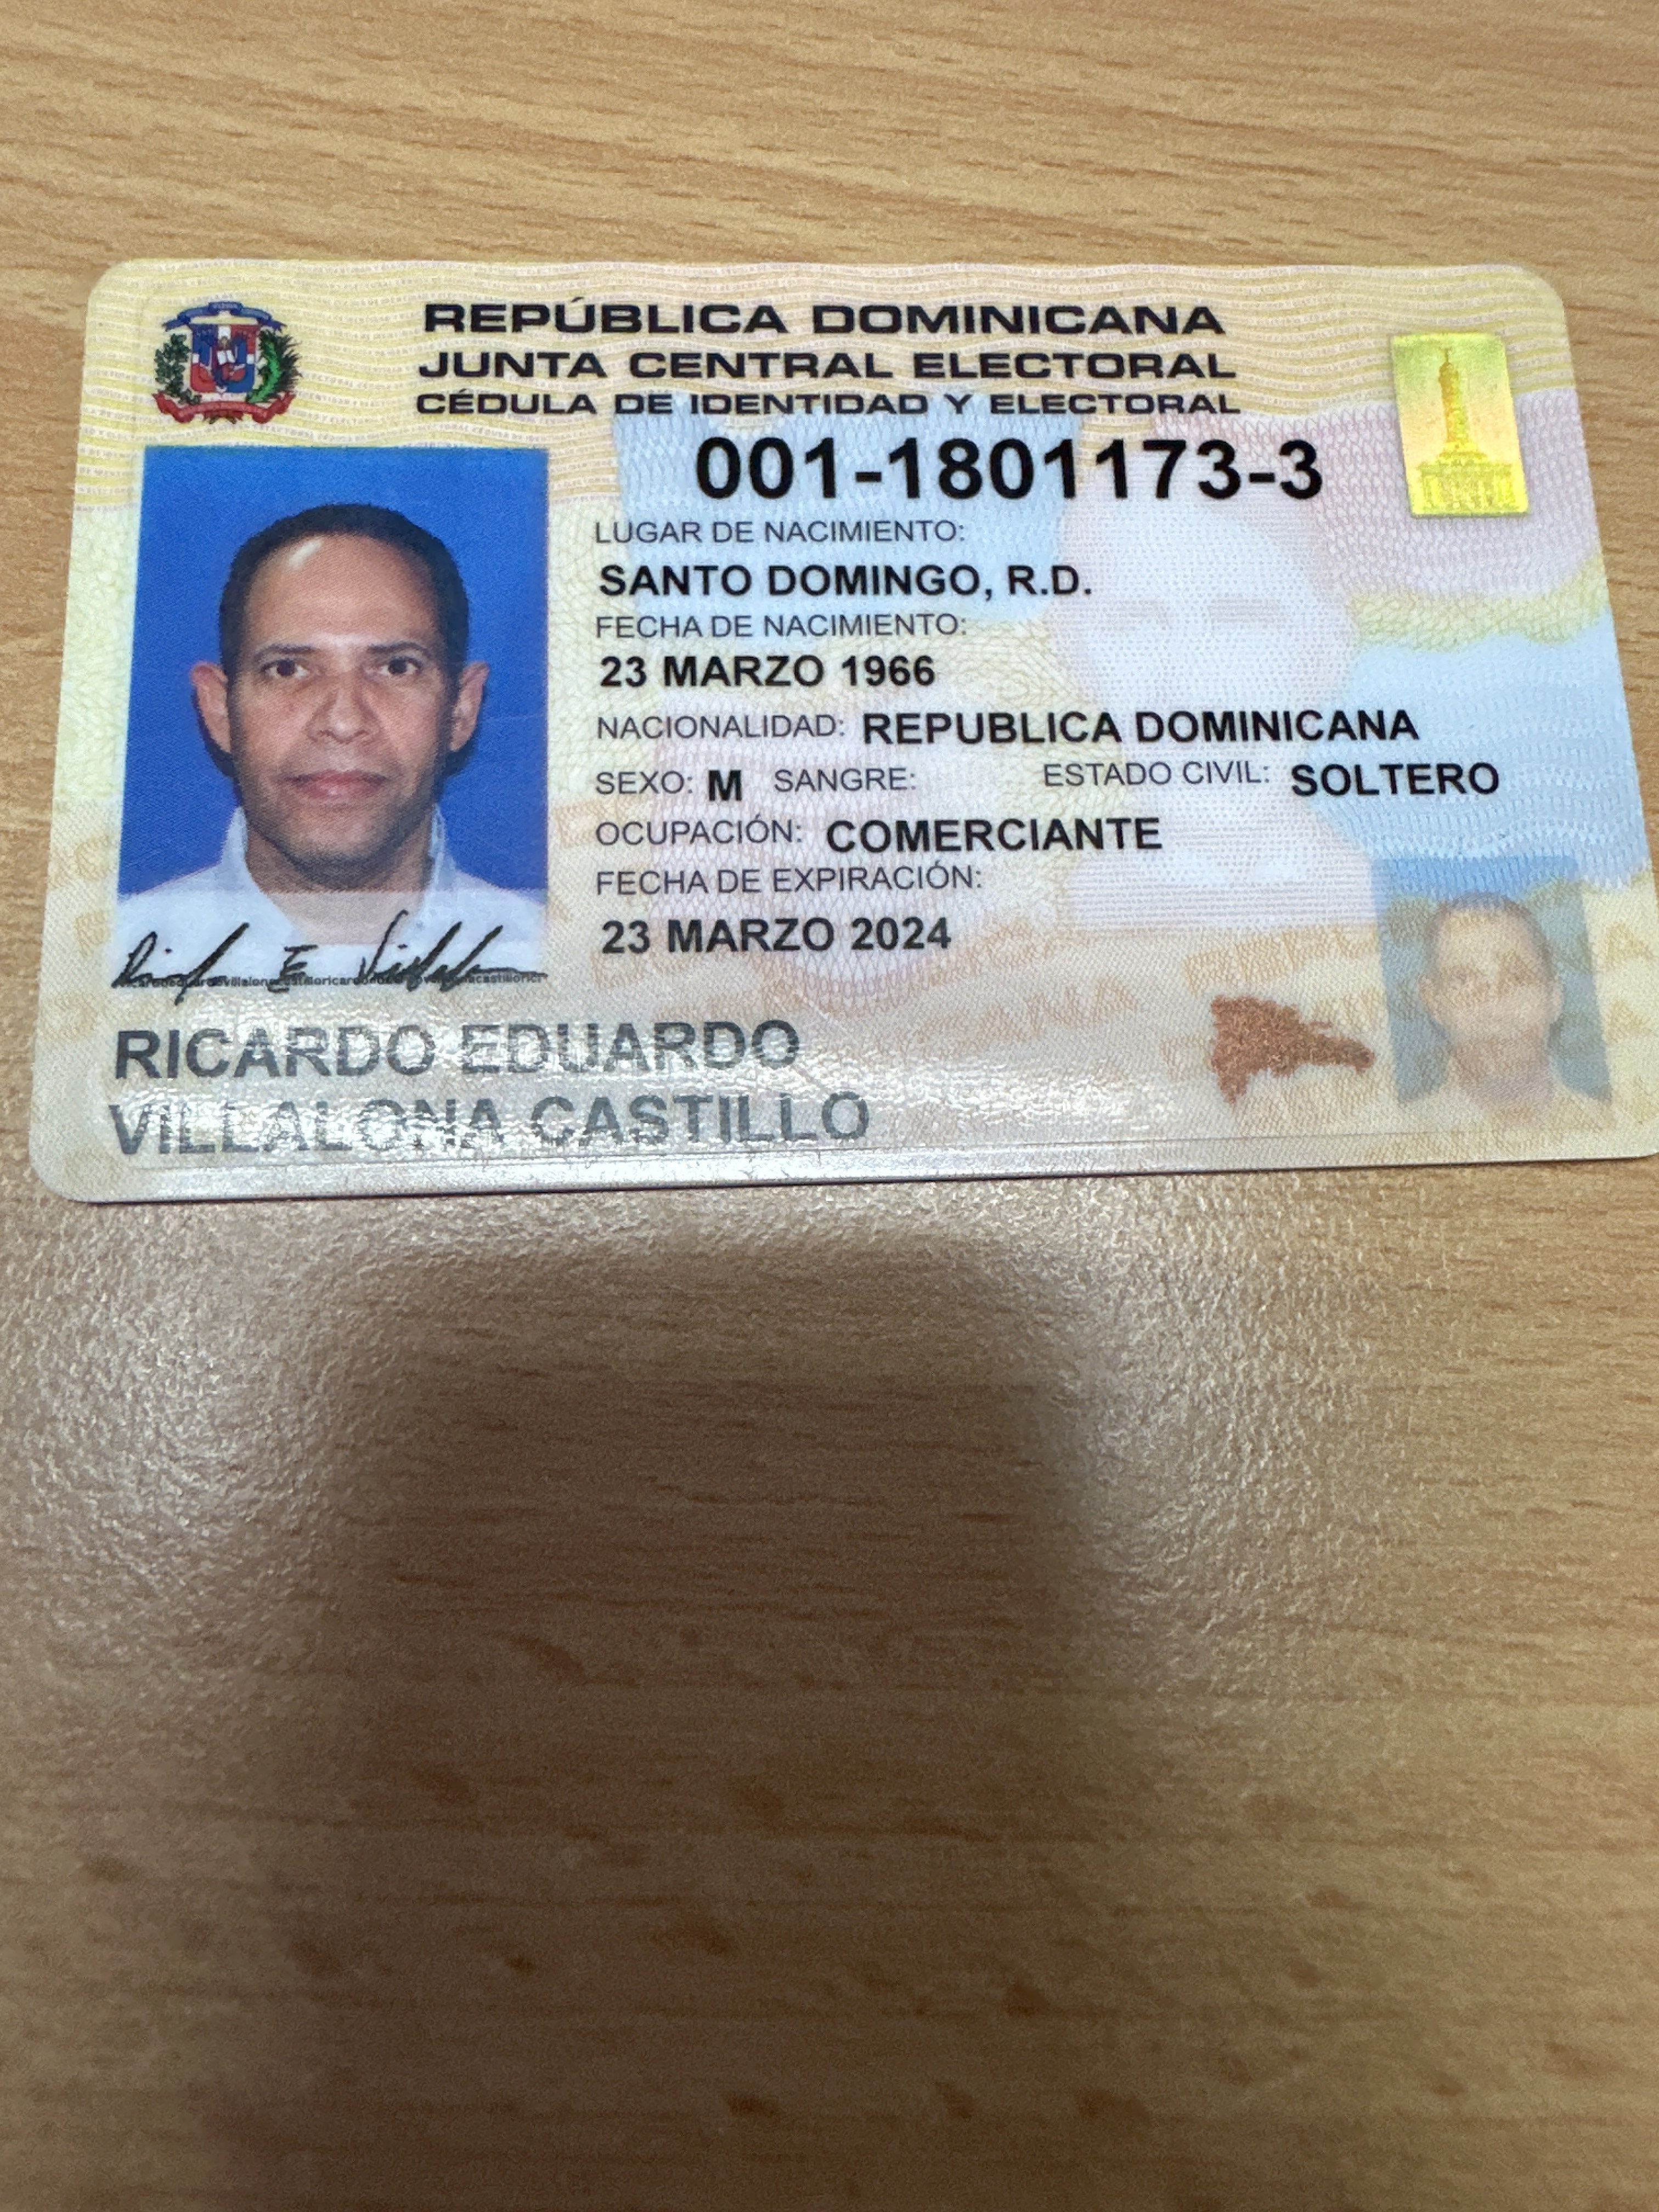 REPÚBLICA DOMINICANA
JUNTA CENTRAL ELECTORAL
CÉDULA DE IDENTIDAD Y ELECTORAL
001-1801173-3
LUGAR DE NACIMIENTO:
SANTO DOMINGO, R.D.
FECHA DE NACIMIENTO:
23 MARZO 1966
NACIONALIDAD: REPUBLICA DOMINICANA
SEXO: M SANGRE: ESTADO CIVIL: SOLTERO
OCUPACIÓN: COMERCIANTE
FECHA DE EXPIRACIÓN:
23 MARZO 2024
RICARDO EDUARDO
VILLALONA CASTILLO